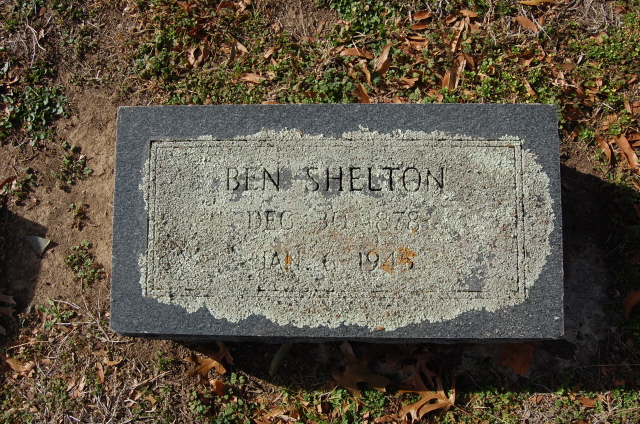 BEN SHELTON
DEC 30 1878
JAN. 6 1945